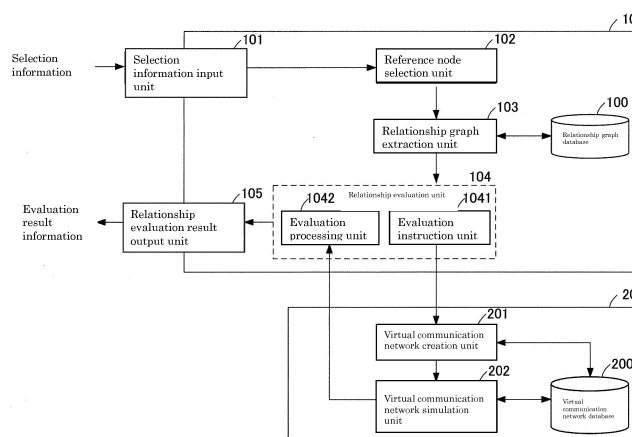 10
101
102
Selection
information
Selection
information input
unit
Reference node
selection unit
103
100
Relationship graph
extraction unit
Relationship graph
database
104
105
1042
Relationship evaluation unit
1041
Evaluation
result
information
Relationship
evaluation result
output unit
Evaluation
processing unit
Evaluation
instruction unit
20
201
Virtual communication
network creation unit
202
200
Virtual communication
network simulation
unit
Virtual
communication
network database